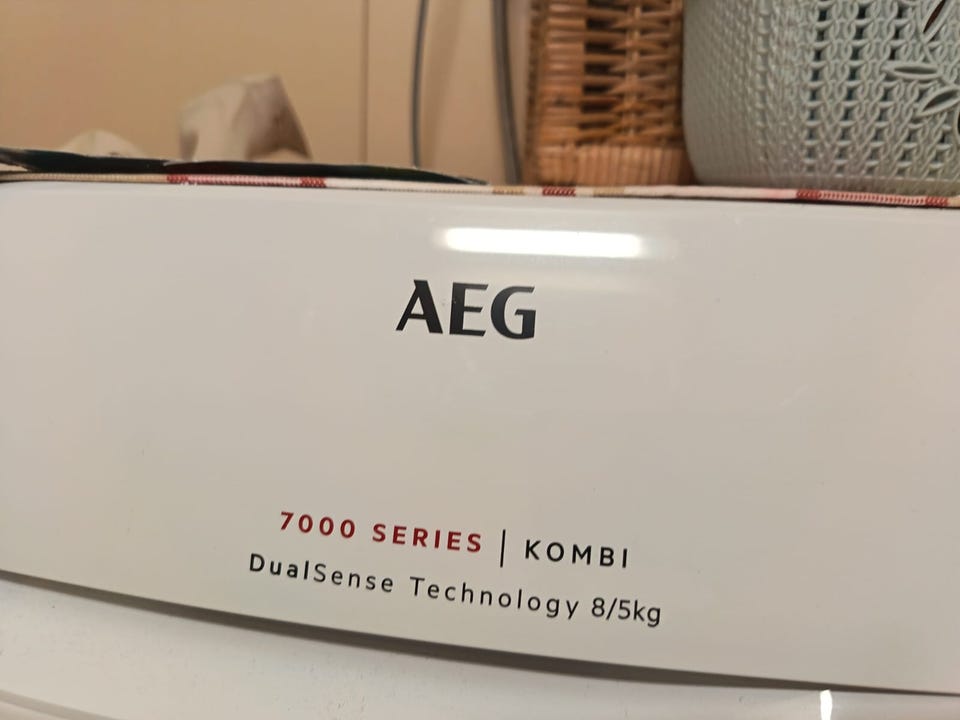 AEG
7000 SERIES | KOMBI
DualSense Technology 8/5kg